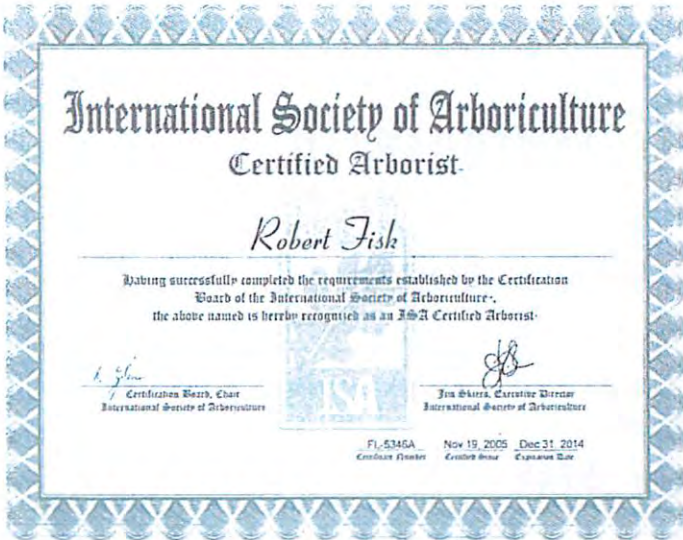 International Society of Arboriculture
Certified Arborist
Robert Fisk
Having successfully completed the requirements established by the Certification
Board of the International Society of Arboriculture,
the above named is hereby recognized as an ISA Certified Arborist
ISA
Certification Board, Chair
International Society of Arboriculture
Jim Skiera, Executive Director
International Society of Arboriculture
FL-5346A Nov 19, 2005 Dec 31, 2014
Certificate Number Certified Since Expiration Date